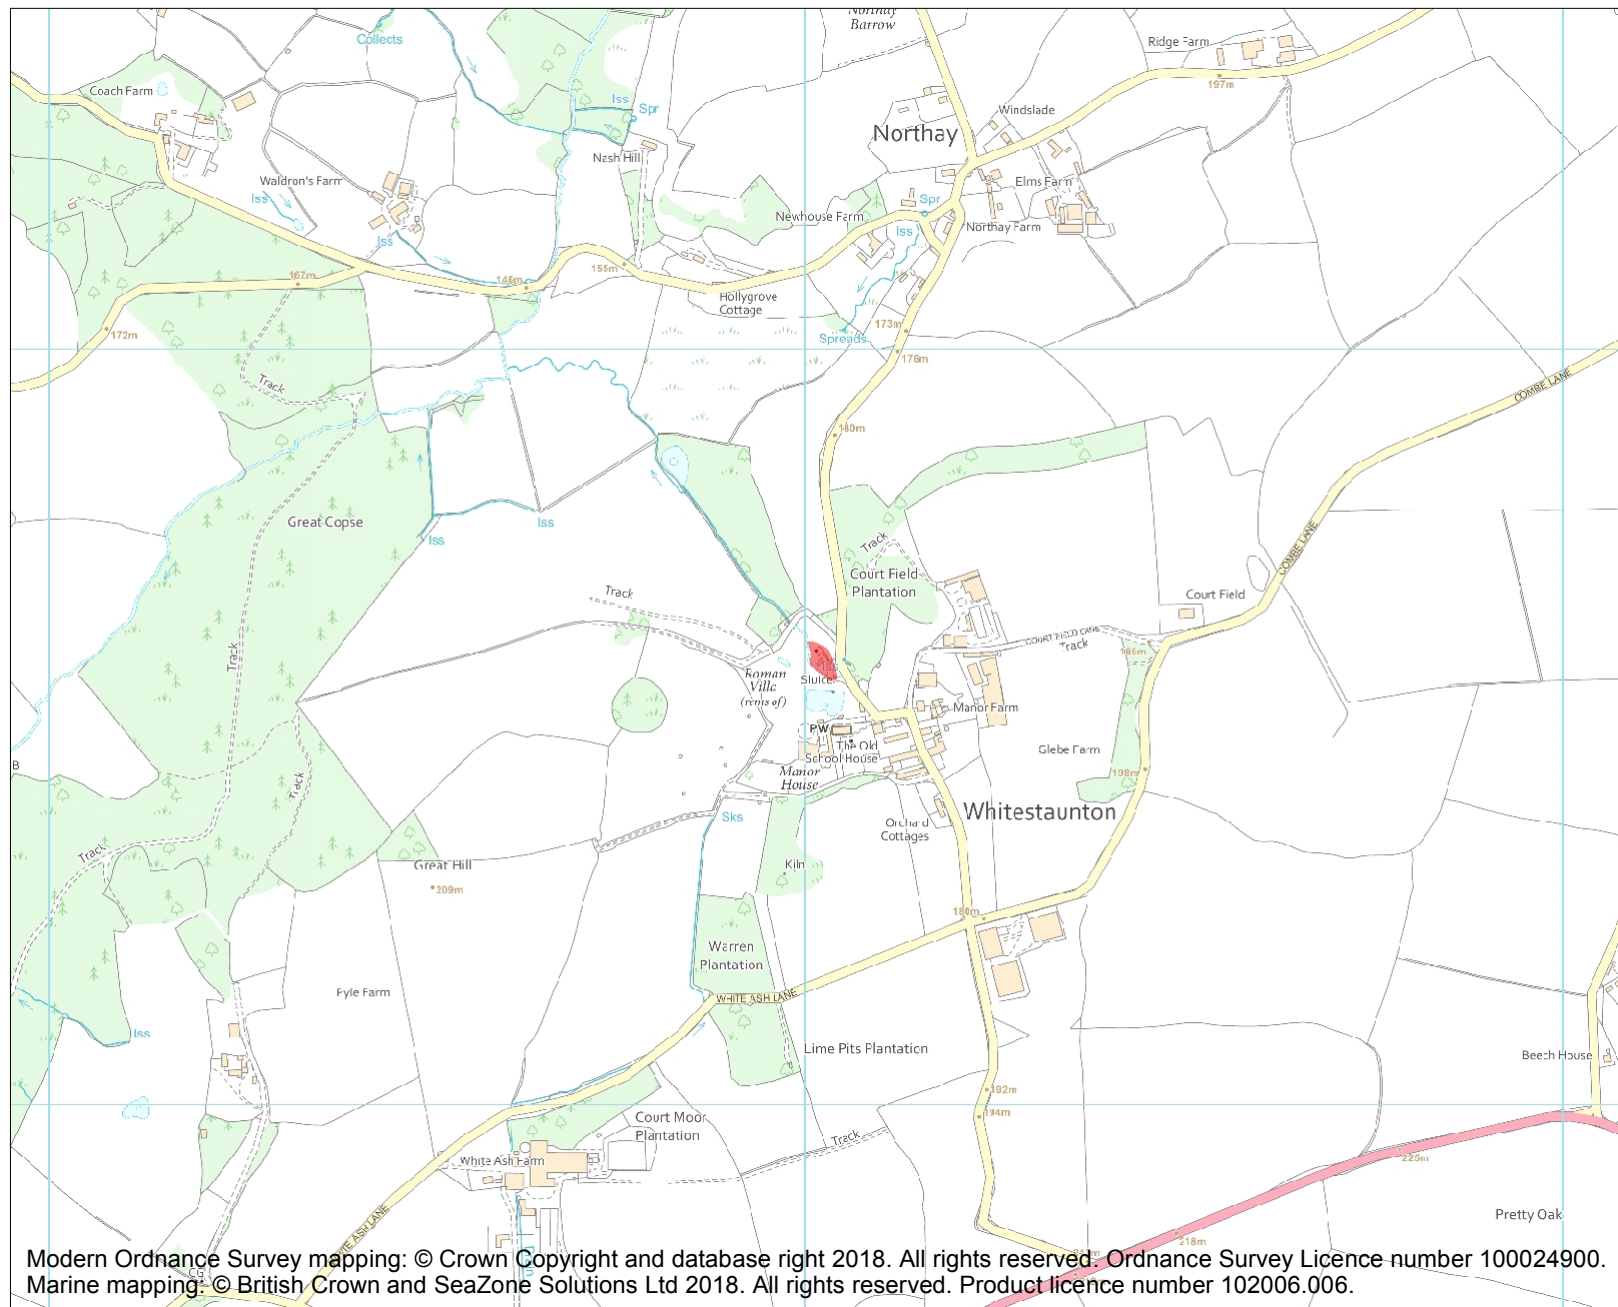 Northay
Barrow
Collects
Ridge Farm
197m
Coach Farm
Iss
Spr
Windslade
Northay
Nash Hill
Waldron's Farm
Iss
Elms Farm
Spr
Newhouse Farm
Iss
Northay Farm
Iss
167m
146m
155m
Hollygrove
Cottage
172m
173m
Spreads
176m
Track
COMBE LANE
180m
Great Copse
Iss
Iss
Track
COMBE LANE
Court Field
Plantation
Track
Court Field
COURT FIELD LANE
Track
186m
Track
Iss
Roman
Villa
(rems of)
Sluice
Manor Farm
PW
The Old
School House
Glebe Farm
B
Manor
House
198m
Track
Sks
Whitestaunton
Orchard
Cottages
Track
Great Hill
209m
Kiln
180m
Warren
Plantation
Pyle Farm
WHITE ASH LANE
Iss
Lime Pits Plantation
Beech House
192m
194m
Court Moor
Plantation
Track
White Ash Farm
225m
Pretty Oak
WHITE ASH LANE
218m
CG
Drain
Modern Ordnance Survey mapping: © Crown Copyright and database right 2018. All rights reserved. Ordnance Survey Licence number 100024900.
Marine mapping: © British Crown and SeaZone Solutions Ltd 2018. All rights reserved. Product licence number 102006.006.